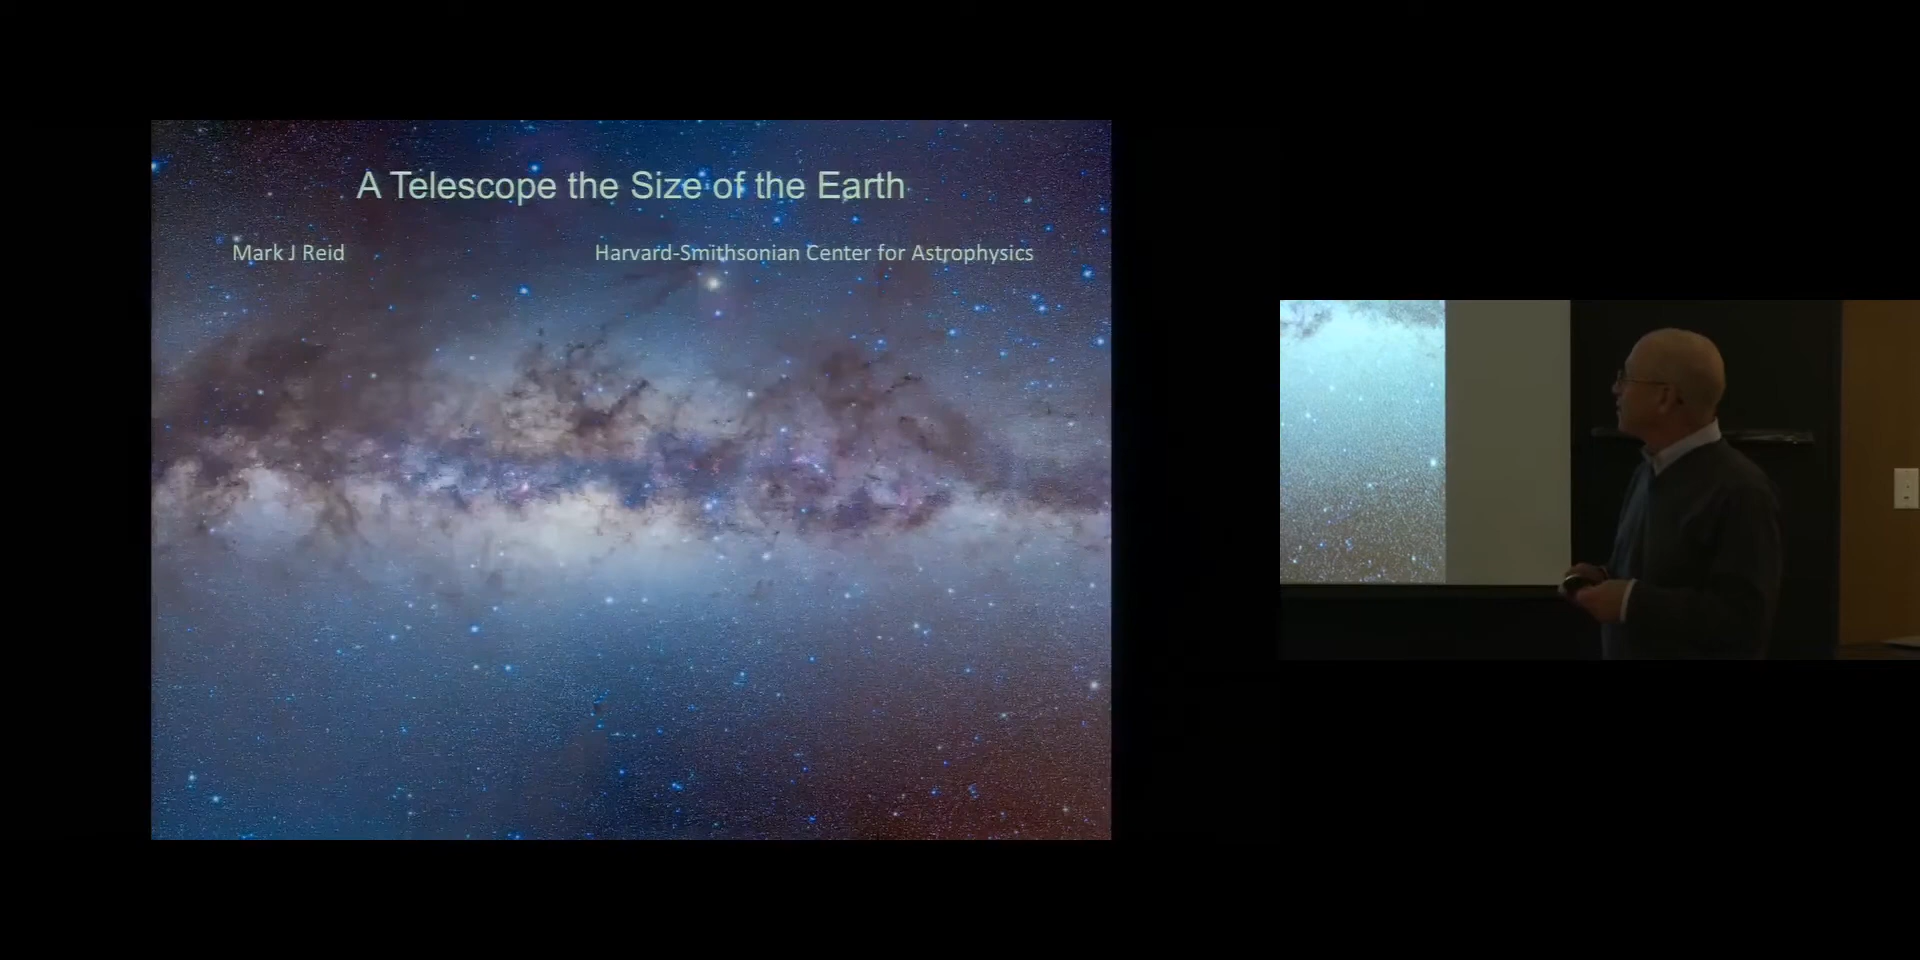 A Telescope the Size of the Earth
Mark J Reid
Harvard-Smithsonian Center for Astrophysics